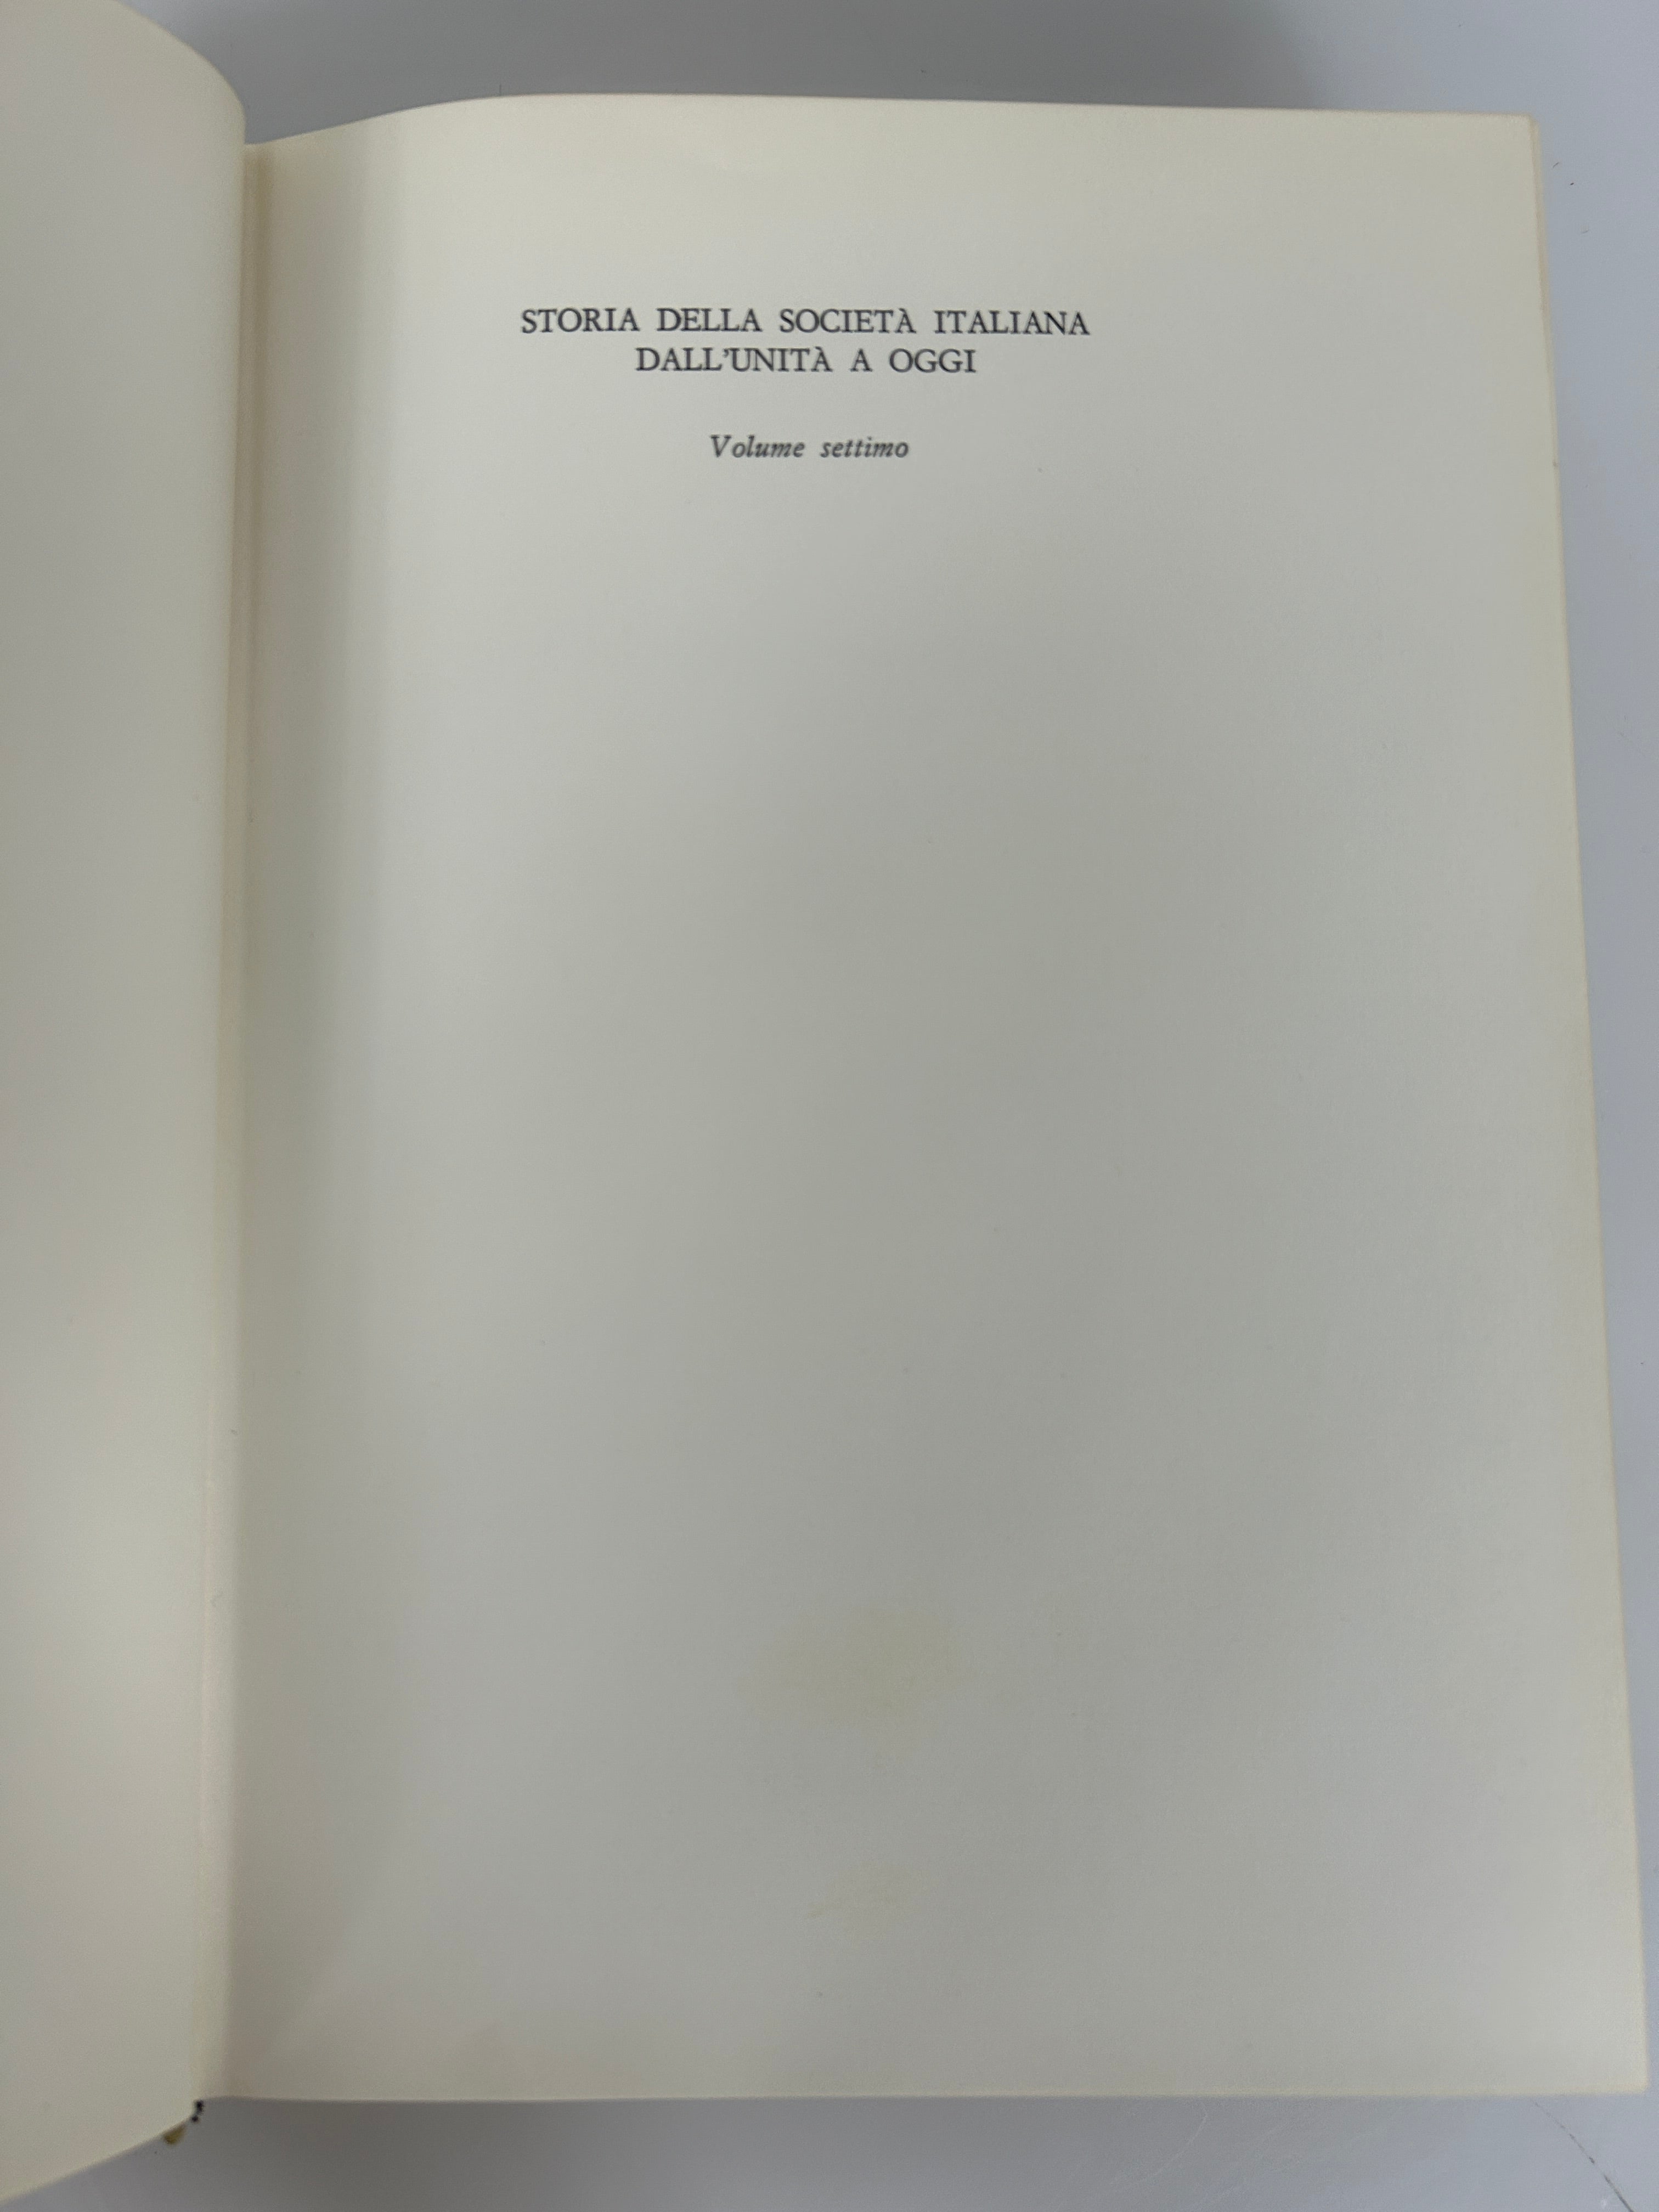 STORIA DELLA SOCIETÀ ITALIANA
DALL'UNITÀ A OGGI
Volume settimo